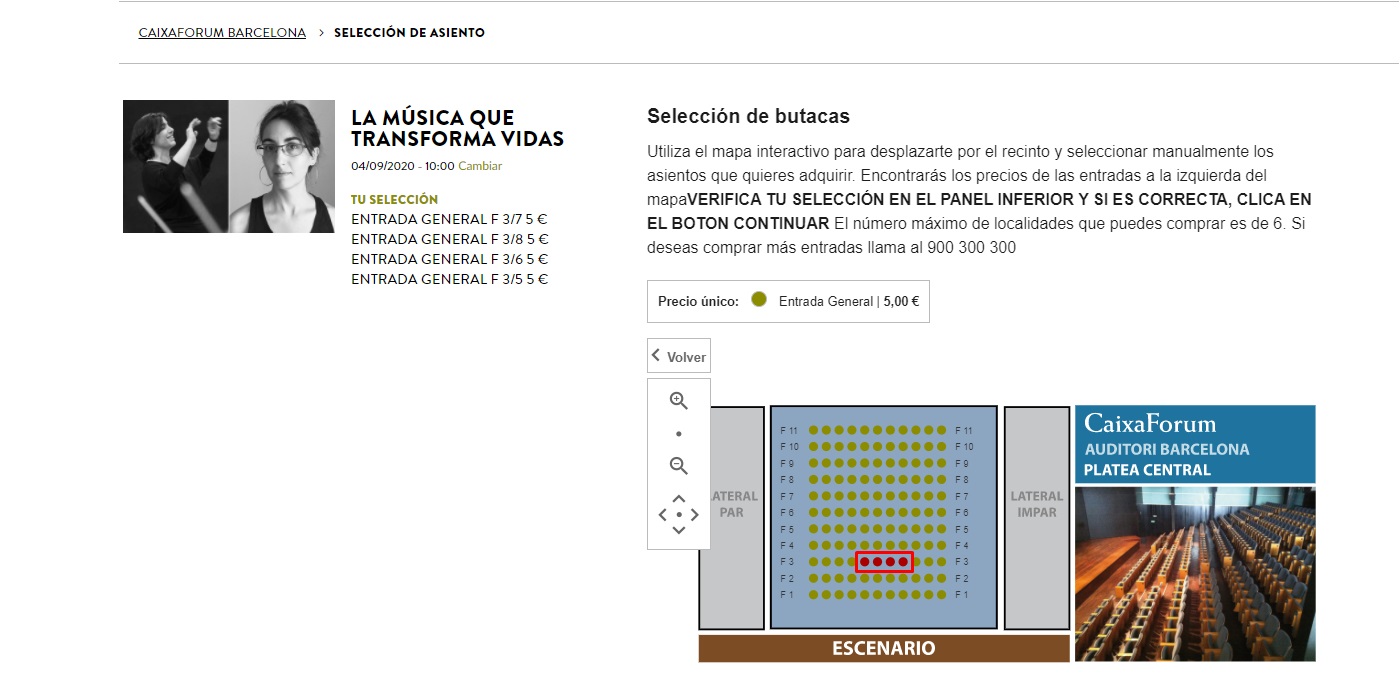 CAIXAFORUM BARCELONA > SELECCIÓN DE ASIENTO
LA MÚSICA QUE
TRANSFORMA VIDAS
04/09/2020 - 10:00 Cambiar
TU SELECCIÓN
ENTRADA GENERAL F 3/7 5 €
ENTRADA GENERAL F 3/8 5 €
ENTRADA GENERAL F 3/6 5 €
ENTRADA GENERAL F 3/5 5 €
Selección de butacas
Utiliza el mapa interactivo para desplazarte por el recinto y seleccionar manualmente los
asientos que quieres adquirir. Encontrarás los precios de las entradas a la izquierda del
mapaVERIFICA TU SELECCIÓN EN EL PANEL INFERIOR Y SI ES CORRECTA, CLICA EN
EL BOTON CONTINUAR El número máximo de localidades que puedes comprar es de 6. Si
deseas comprar más entradas llama al 900 300 300
Precio único: Entrada General | 5,00 €
Volver
LATERAL
PAR
F 11 F 11
F 10 F 10
F 9 F 9
F 8 F 8
F 7 F 7
F 6 F 6
F 5 F 5
F 4 F 4
F 3 F 3
F 2 F 2
F 1 F 1
LATERAL
IMPAR
ESCENARIO
CaixaForum
AUDITORI BARCELONA
PLATEA CENTRAL